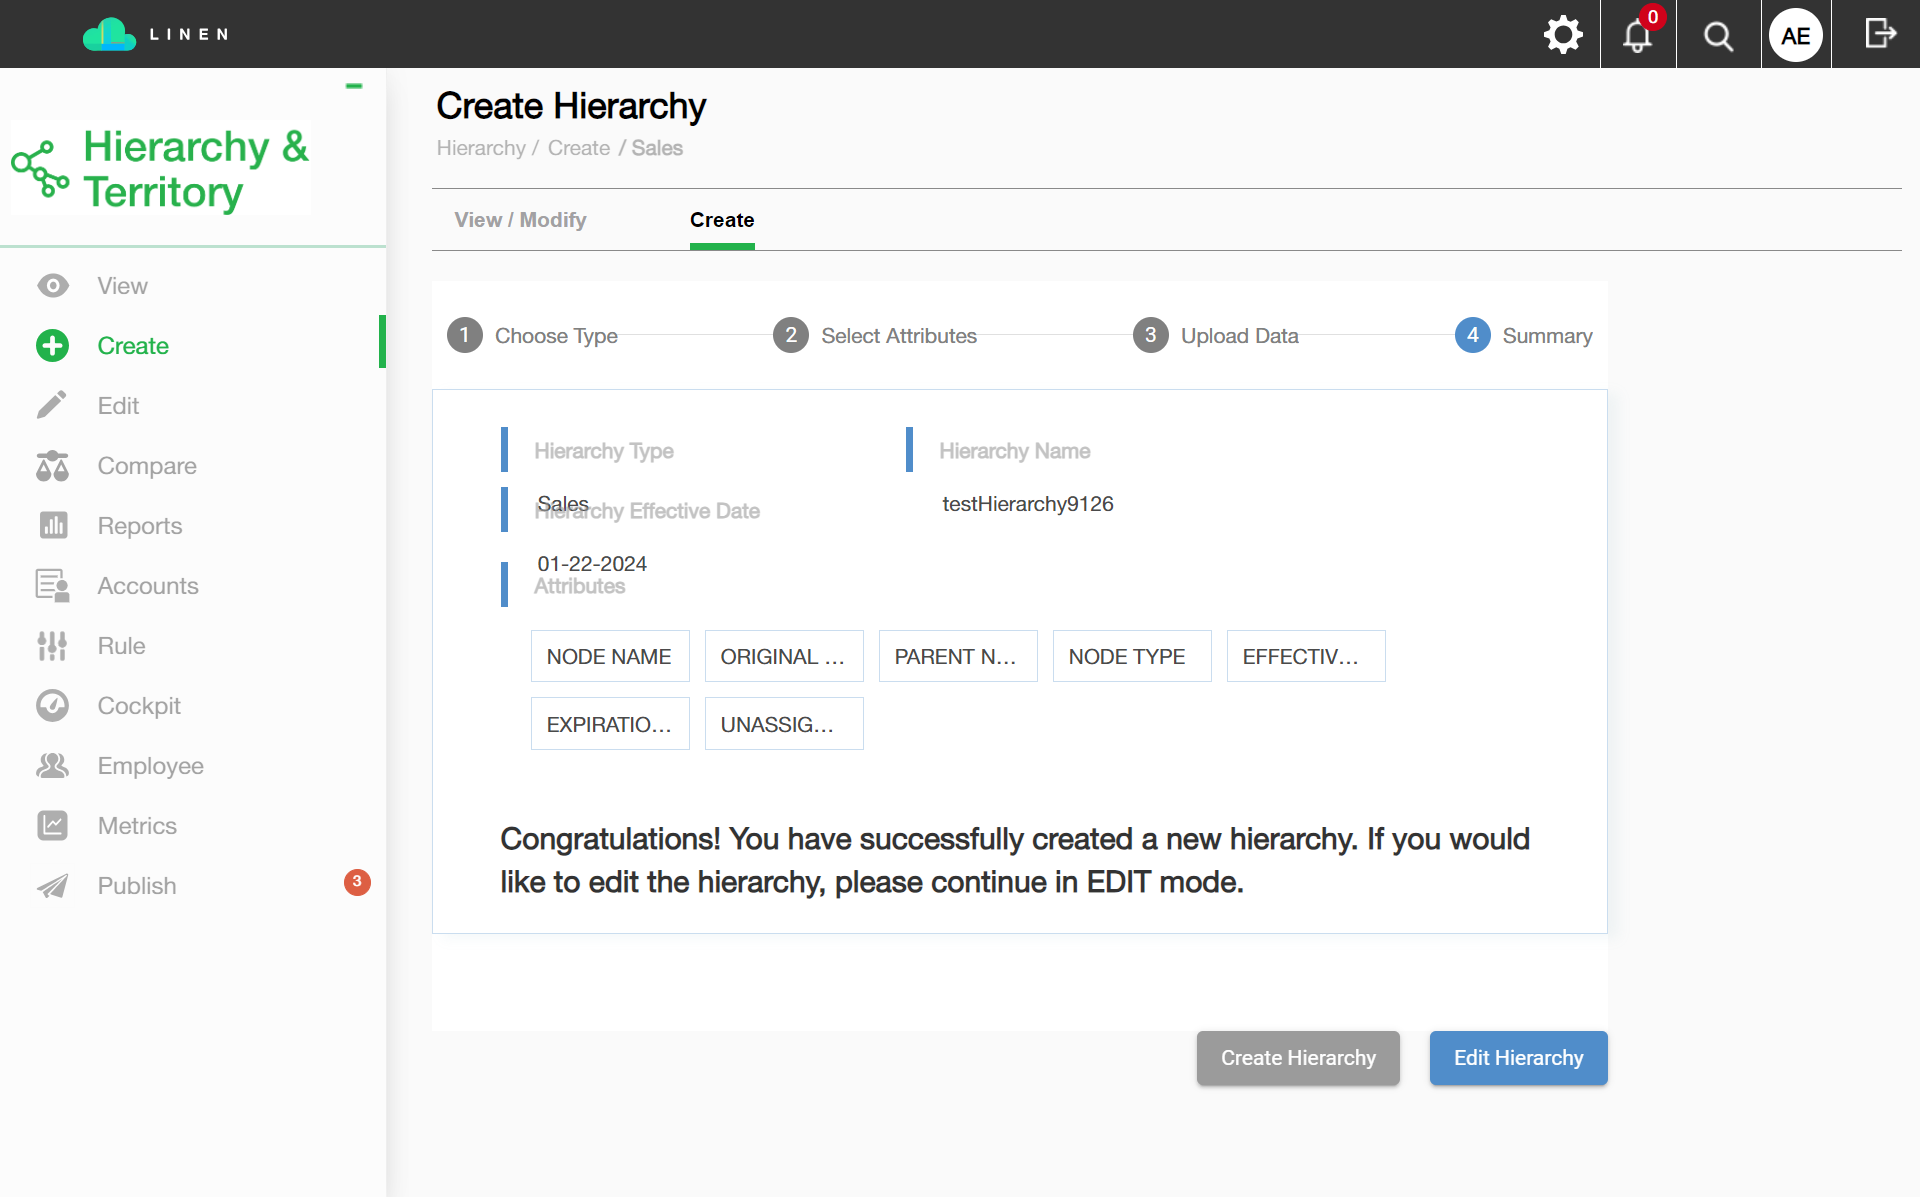 LINEN
0
AE
Hierarchy &
Territory
View
Create
Edit
Compare
Reports
Accounts
Rule
Cockpit
Employee
Metrics
Publish
3
Create Hierarchy
Hierarchy / Create / Sales
View / Modify
Create
1 Choose Type
2 Select Attributes
3 Upload Data
4 Summary
Hierarchy Type
Sales
Hierarchy Name
testHierarchy9126
Hierarchy Effective Date
01-22-2024
Attributes
NODE NAME
ORIGINAL ...
PARENT N...
NODE TYPE
EFFECTIV...
EXPIRATIO...
UNASSIG...
Congratulations! You have successfully created a new hierarchy. If you would
like to edit the hierarchy, please continue in EDIT mode.
Create Hierarchy
Edit Hierarchy